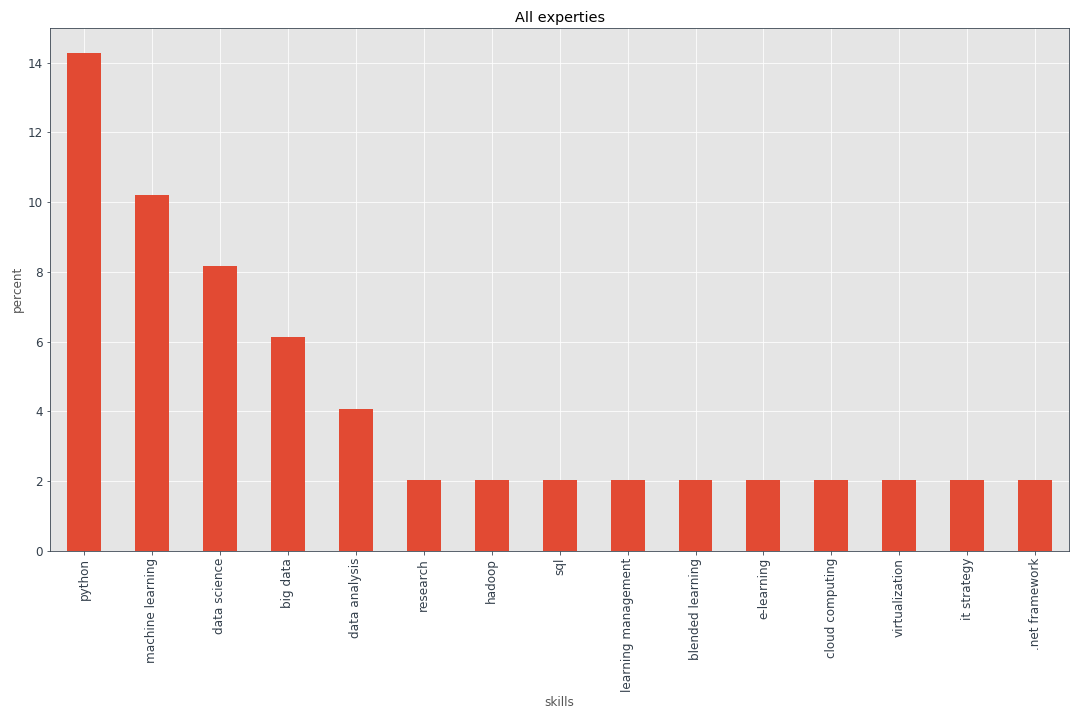 All experties
14
12
10
8
6
4
2
0
percent
python
machine learning
data science
big data
data analysis
research
hadoop
sql
learning management
blended learning
e-learning
cloud computing
virtualization
it strategy
.net framework
skills